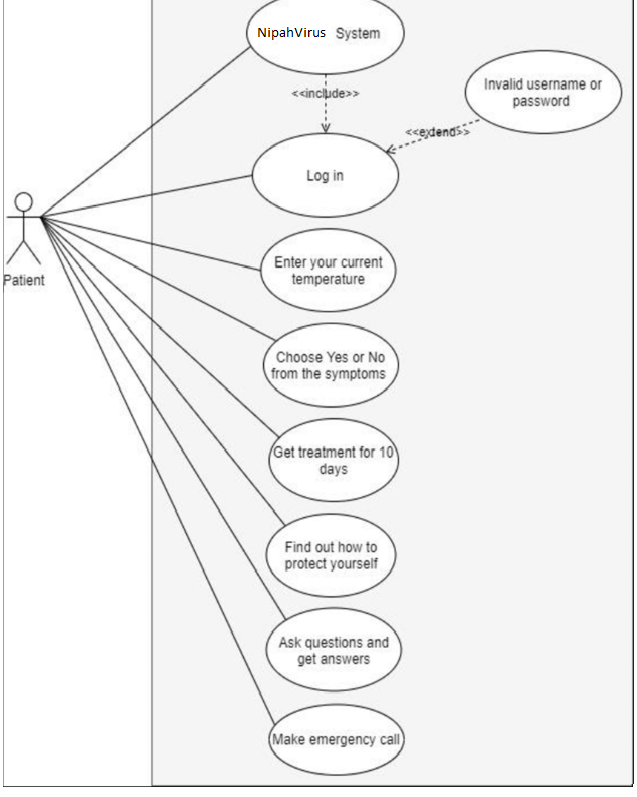 NipahVirus System
<<include>>
Invalid username or
password
<<extend>>
Log in
Enter your current
temperature
Patient
Choose Yes or No
from the symptoms
Get treatment for 10
days
Find out how to
protect yourself
Ask questions and
get answers
Make emergency call